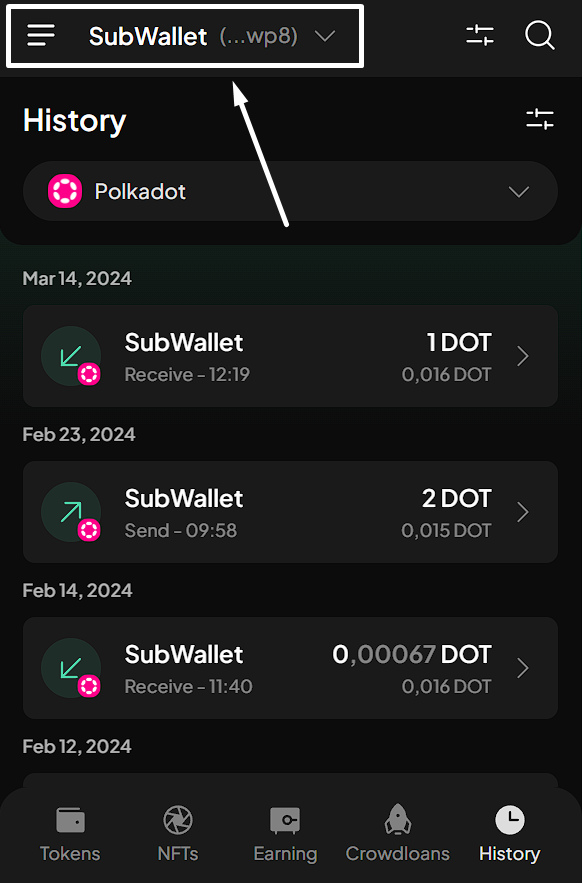 SubWallet (...wp8)
History
Polkadot
Mar 14, 2024
SubWallet 1 DOT
Receive - 12:19 0,016 DOT
Feb 23, 2024
SubWallet 2 DOT
Send - 09:58 0,015 DOT
Feb 14, 2024
SubWallet 0,00067 DOT
Receive - 11:40 0,016 DOT
Feb 12, 2024
Tokens NFTs Earning Crowdloans History